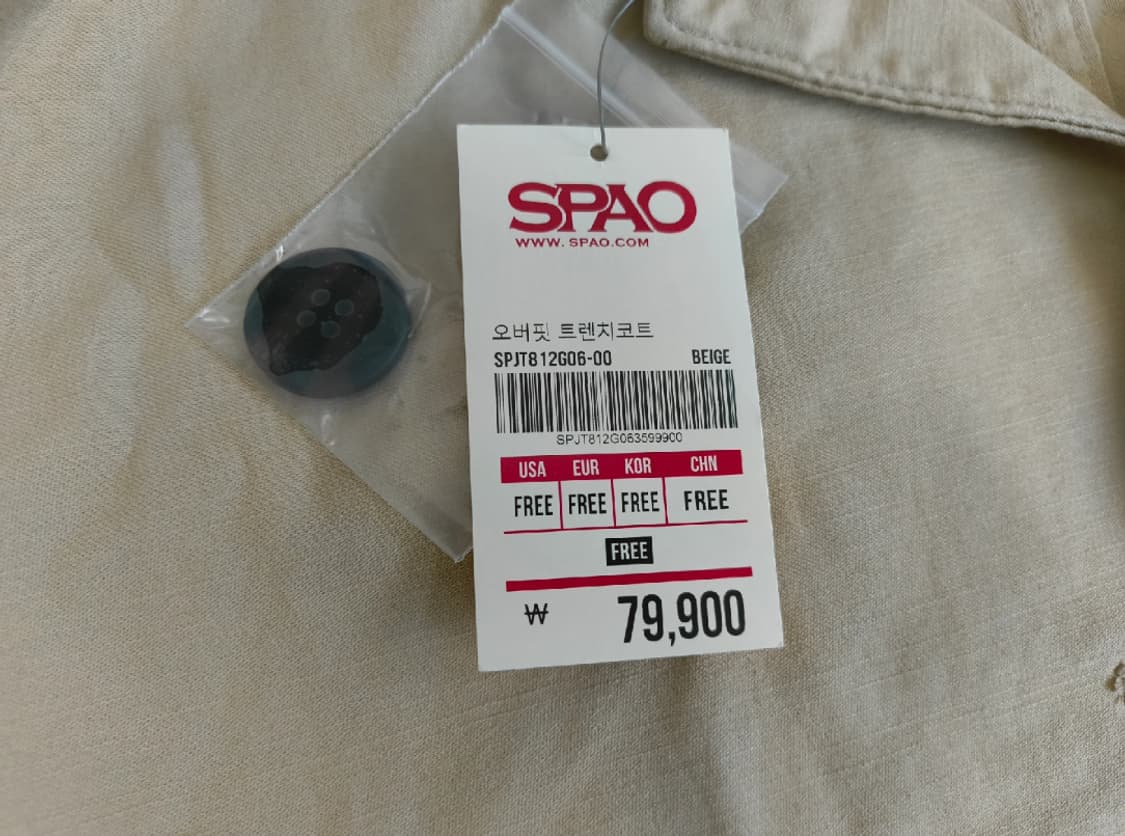 SPAO
WWW. SPAO.COM
오버핏 트렌치코트
SPJT812G06-00 BEIGE
SPJT812G063599900
USA EUR KOR CHN
FREE FREE FREE FREE
FREE
₩ 79,900